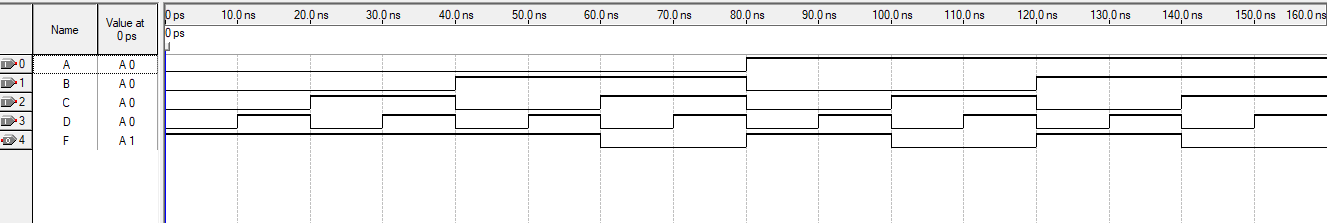 Name
Value at
0 ps
0 ps 10.0 ns 20.0 ns 30.0 ns 40.0 ns 50.0 ns 60.0 ns 70.0 ns 80.0 ns 90.0 ns 100.0 ns 110.0 ns 120.0 ns 130.0 ns 140.0 ns 150.0 ns 160.0 ns
0 ps
0 A A 0
1 B A 0
2 C A 0
3 D A 0
4 F A 1